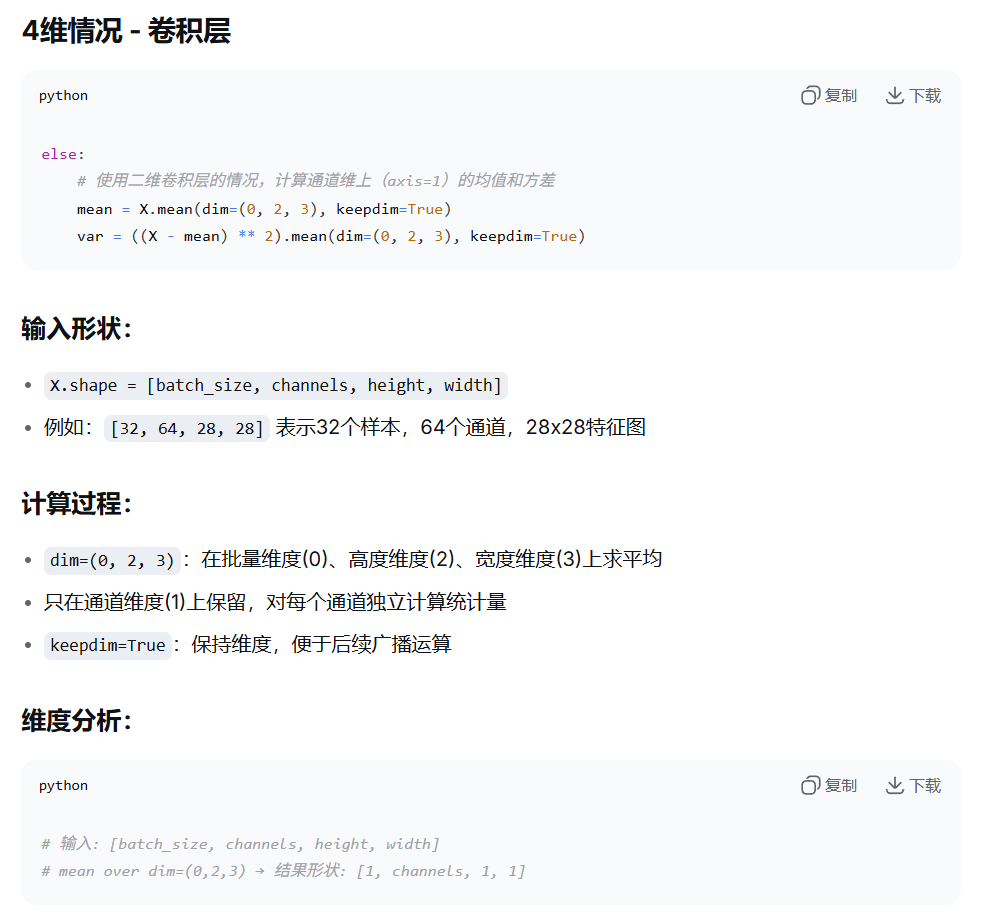 4维情况 - 卷积层
python 复制 下载
else:
# 使用二维卷积层的情况，计算通道维上（axis=1）的均值和方差
mean = X.mean(dim=(0, 2, 3), keepdim=True)
var = ((X - mean) ** 2).mean(dim=(0, 2, 3), keepdim=True)
输入形状：
• X.shape = [batch_size, channels, height, width]
• 例如：[32, 64, 28, 28] 表示32个样本，64个通道，28x28特征图
计算过程：
• dim=(0, 2, 3)：在批量维度(0)、高度维度(2)、宽度维度(3)上求平均
• 只在通道维度(1)上保留，对每个通道独立计算统计量
• keepdim=True：保持维度，便于后续广播运算
维度分析：
python 复制 下载
# 输入: [batch_size, channels, height, width]
# mean over dim=(0,2,3) → 结果形状: [1, channels, 1, 1]